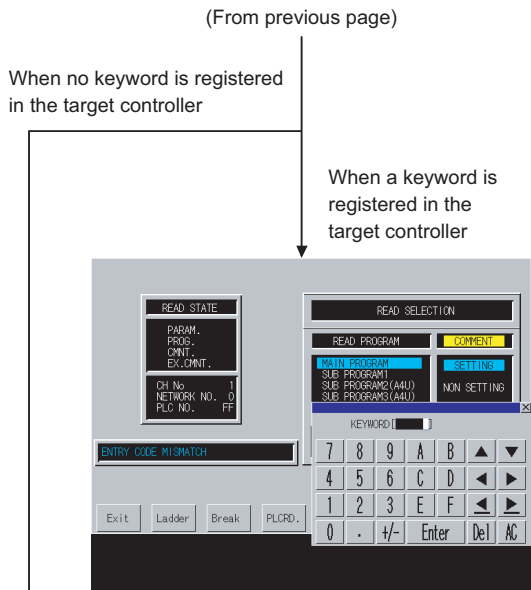 (From previous page)
When no keyword is registered
in the target controller
When a keyword is
registered in the
target controller
READ STATE
PARAM.
PROG.
CMNT.
EX.CMNT.
CH No 1
NETWORK NO. 0
PLC NO. FF
READ SELECTION
READ PROGRAM
COMMENT
MAIN PROGRAM
SUB PROGRAM1
SUB PROGRAM2(A4U)
SUB PROGRAM3(A4U)
SETTING
NON SETTING
ENTRY CODE MISMATCH
KEYWORD[ ]
7 8 9 A B ▲ ▼
4 5 6 C D ◀ ▶
1 2 3 E F ◀ ▶
0 . +/- Enter Del AC
Exit Ladder Break PLCRD.